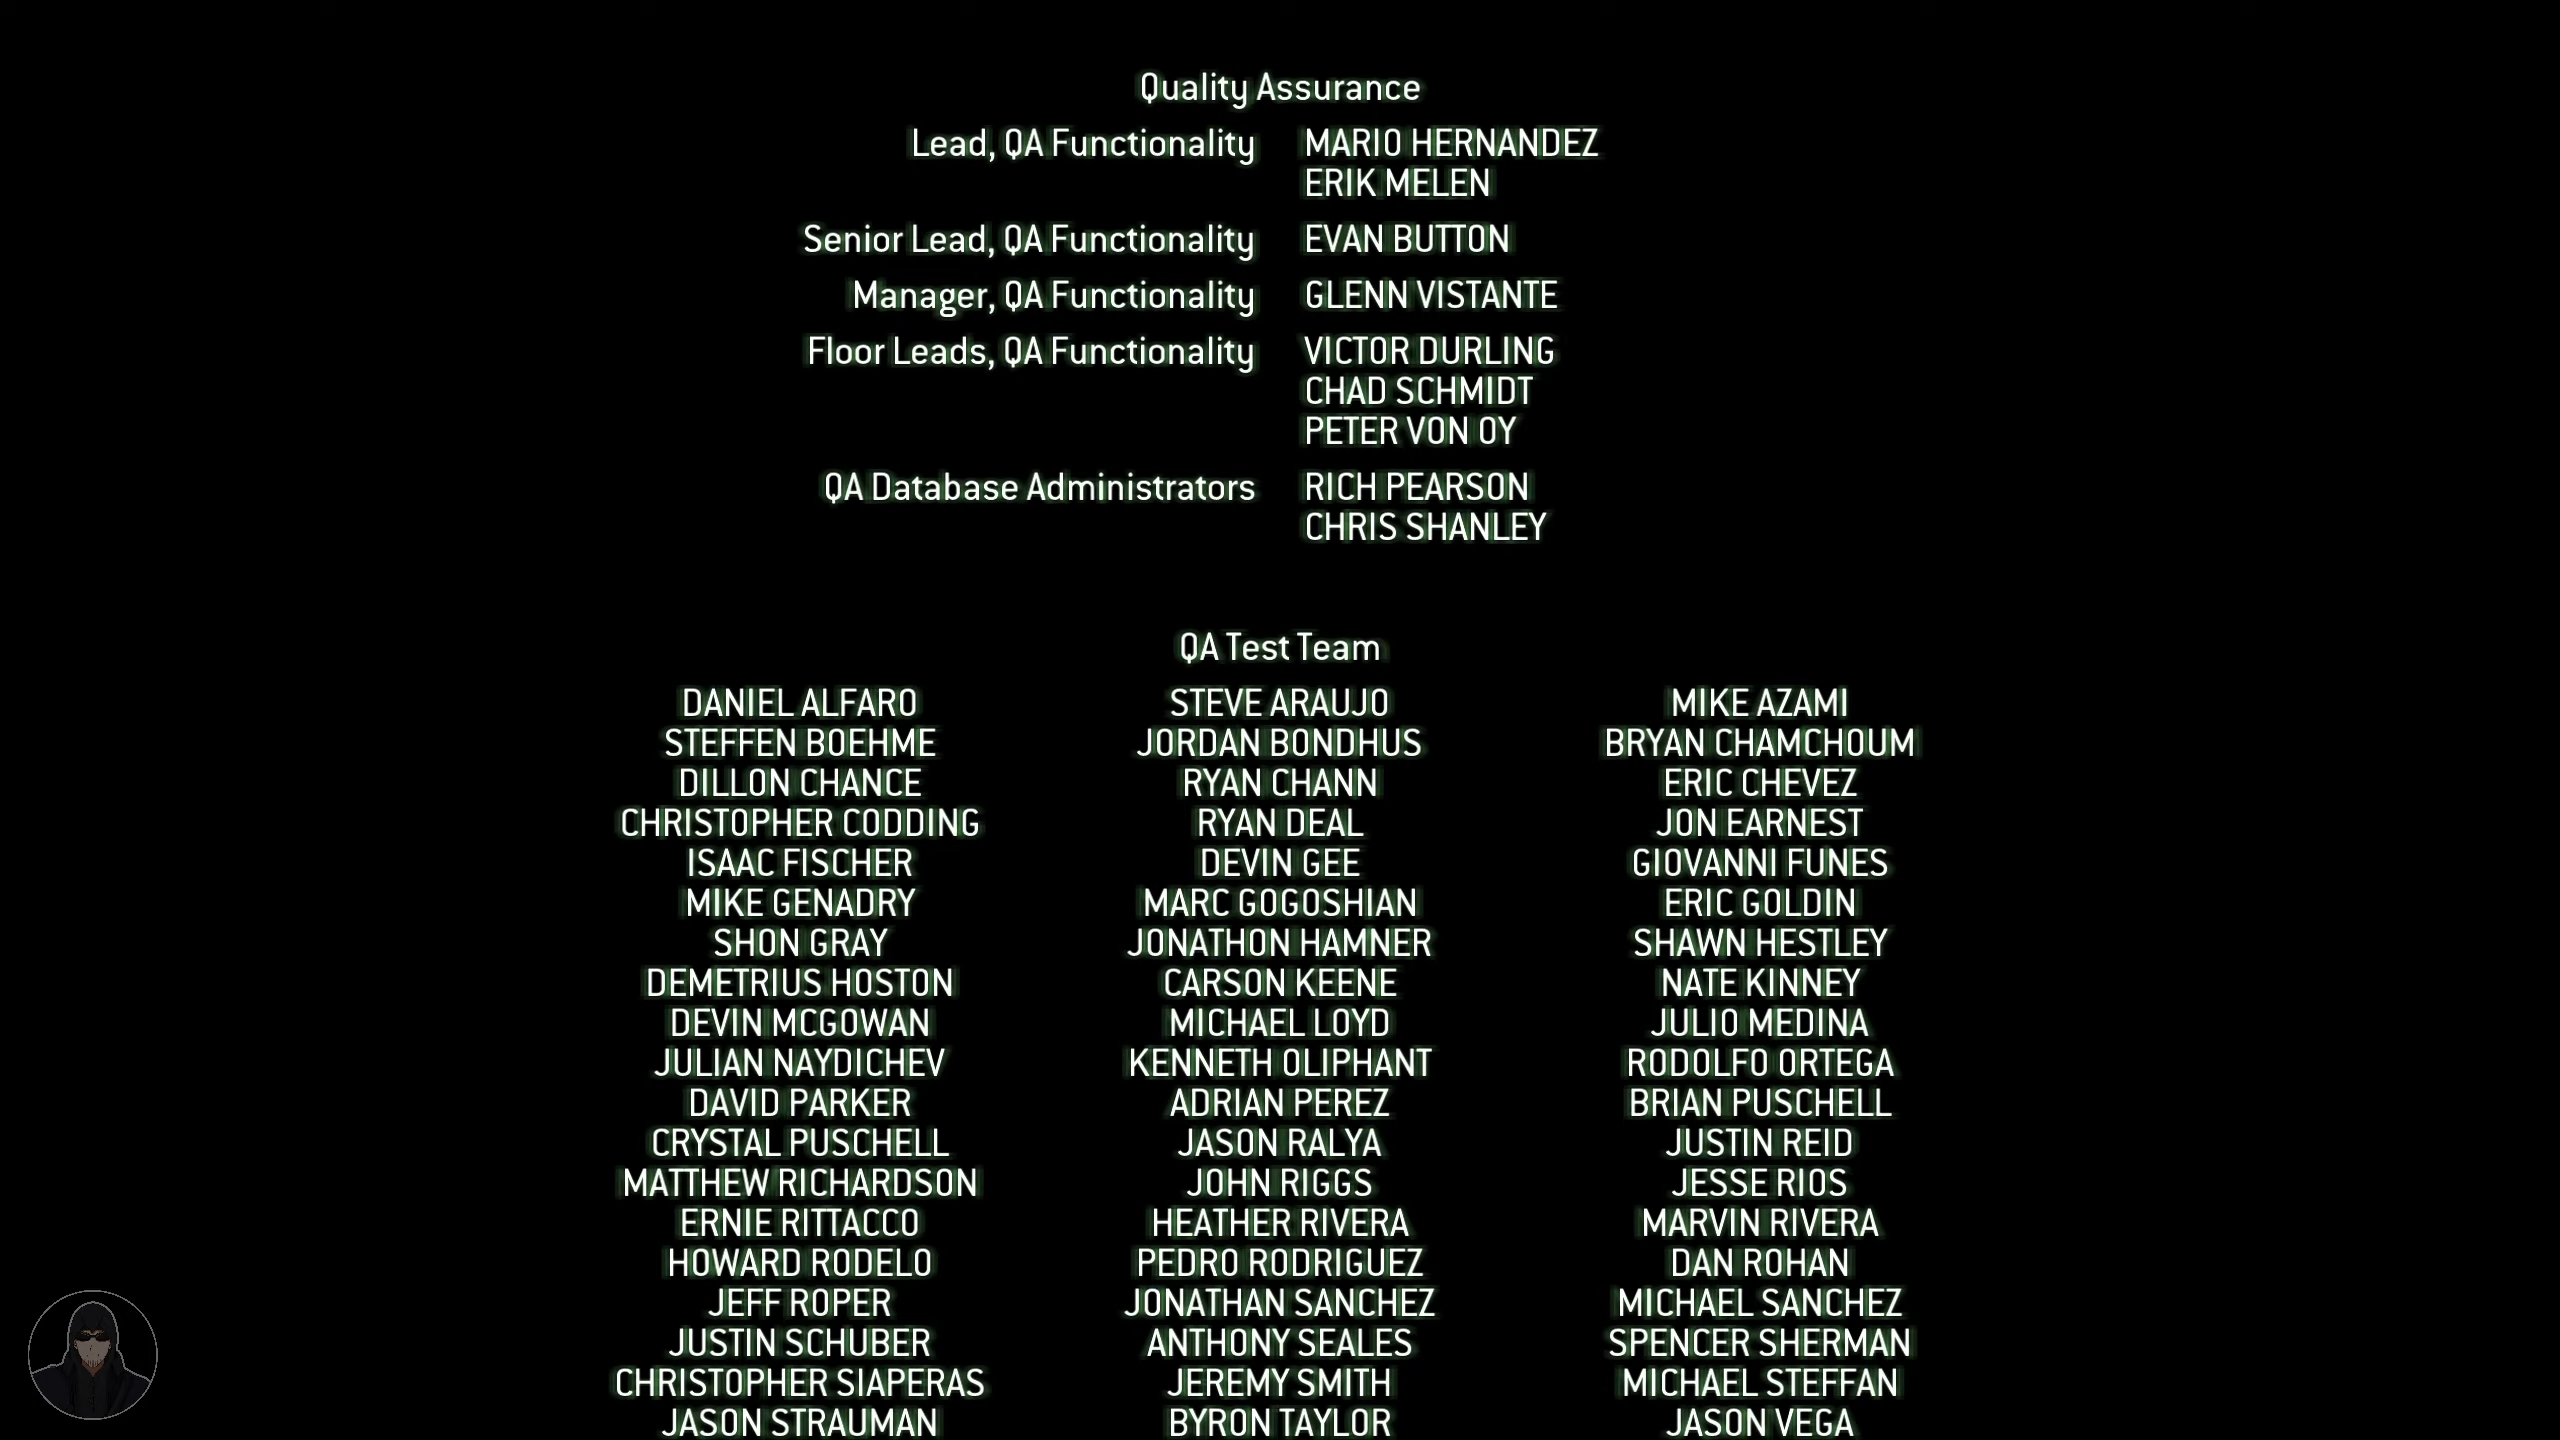 Quality Assurance
Lead, QA Functionality MARIO HERNANDEZ
ERIK MELEN
Senior Lead, QA Functionality EVAN BUTTON
Manager, QA Functionality GLENN VISTANTE
Floor Leads, QA Functionality VICTOR DURLING
CHAD SCHMIDT
PETER VON OY
QA Database Administrators RICH PEARSON
CHRIS SHANLEY
QA Test Team
DANIEL ALFARO STEVE ARAUJO MIKE AZAMI
STEFFEN BOEHME JORDAN BONDHUS BRYAN CHAMCHOUM
DILLON CHANCE RYAN CHANN ERIC CHEVEZ
CHRISTOPHER CODDING RYAN DEAL JON EARNEST
ISAAC FISCHER DEVIN GEE GIOVANNI FUNES
MIKE GENADRY MARC GOGOSHIAN ERIC GOLDIN
SHON GRAY JONATHON HAMNER SHAWN HESTLEY
DEMETRIUS HOSTON CARSON KEENE NATE KINNEY
DEVIN MCGOWAN MICHAEL LOYD JULIO MEDINA
JULIAN NAYDICHEV KENNETH OLIPHANT RODOLFO ORTEGA
DAVID PARKER ADRIAN PEREZ BRIAN PUSCHELL
CRYSTAL PUSCHELL JASON RALYA JUSTIN REID
MATTHEW RICHARDSON JOHN RIGGS JESSE RIOS
ERNIE RITTACCO HEATHER RIVERA MARVIN RIVERA
HOWARD RODELO PEDRO RODRIGUEZ DAN ROHAN
JEFF ROPER JONATHAN SANCHEZ MICHAEL SANCHEZ
JUSTIN SCHUBER ANTHONY SEALES SPENCER SHERMAN
CHRISTOPHER SIAPERAS JEREMY SMITH MICHAEL STEFFAN
JASON STRAUMAN BYRON TAYLOR JASON VEGA